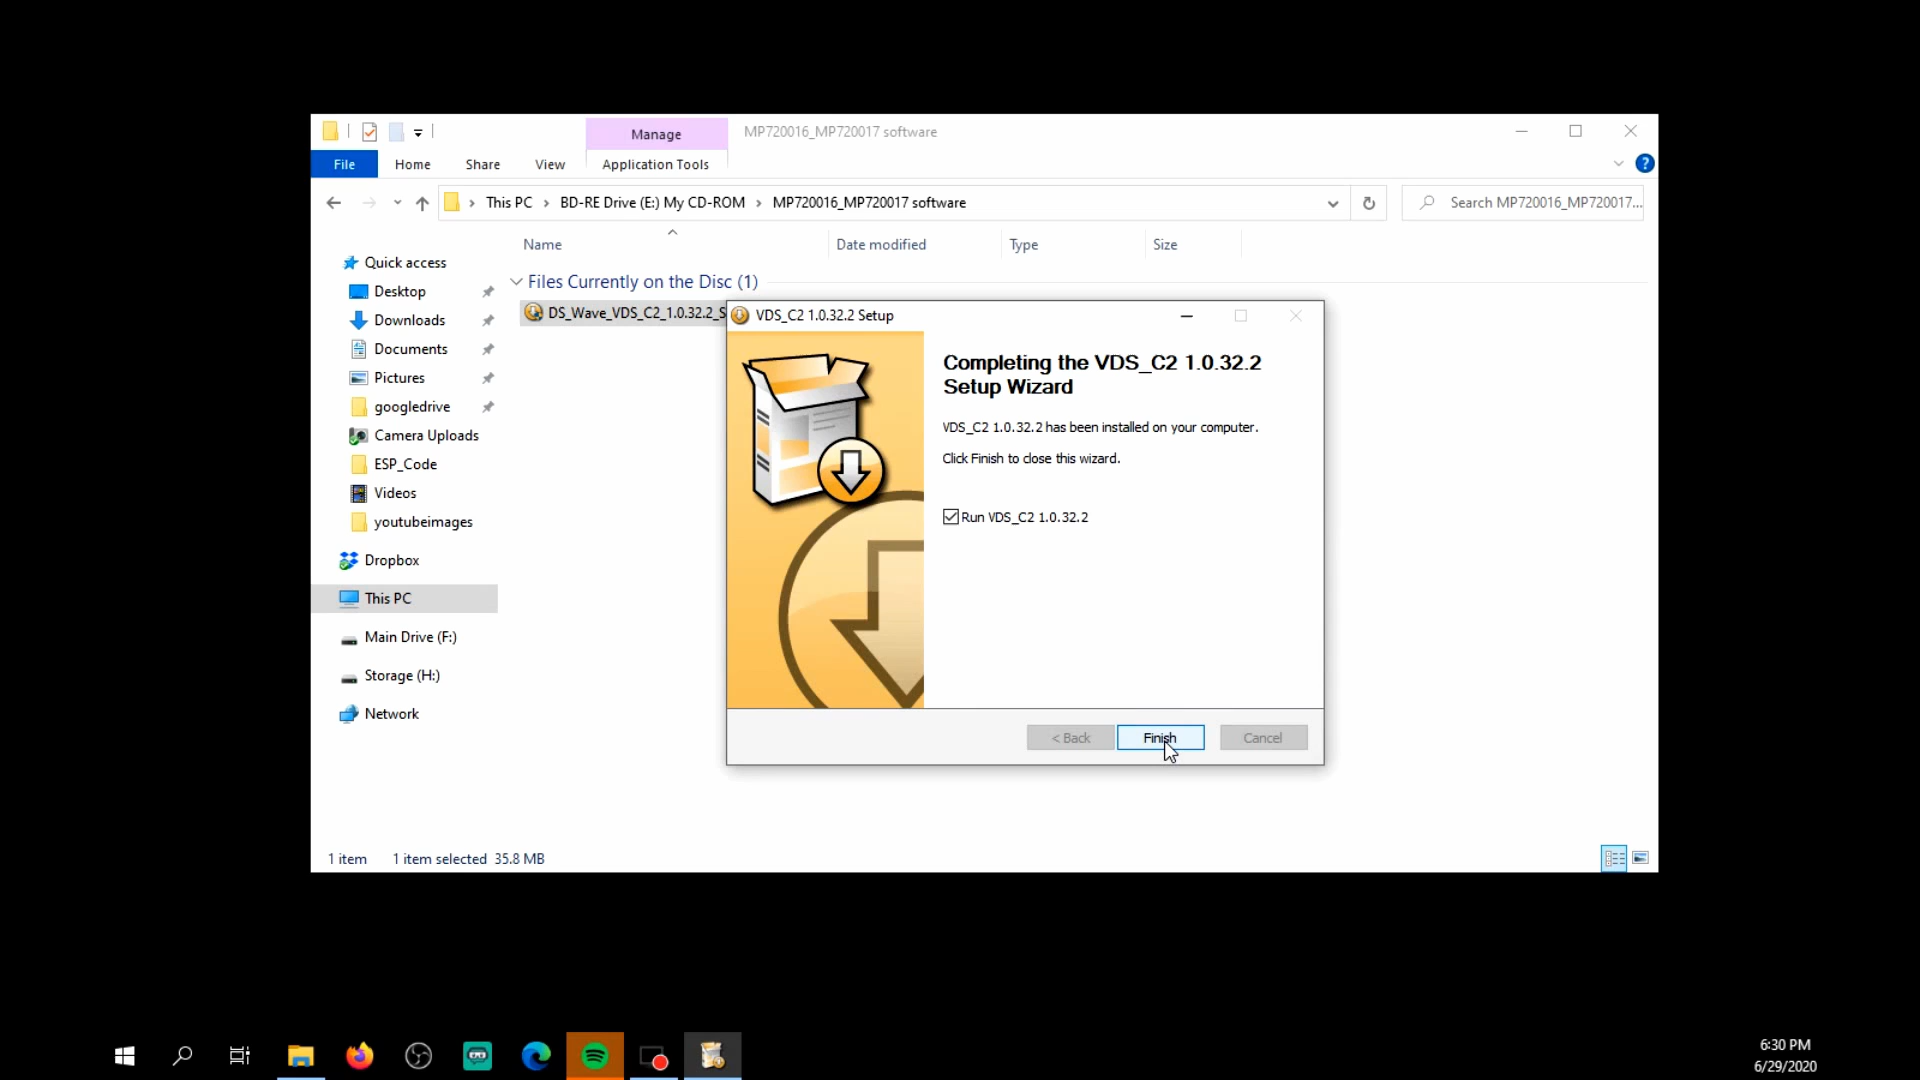 Manage
MP720016_MP720017 software
File
Home
Share
View
Application Tools
This PC
BD-RE Drive (E:) My CD-ROM
MP720016_MP720017 software
Search MP720016_MP720017...
Name
Date modified
Type
Size
Quick access
Desktop
Downloads
Documents
Pictures
googledrive
Camera Uploads
ESP_Code
Videos
youtubeimages
Dropbox
This PC
Main Drive (F:)
Storage (H:)
Network
Files Currently on the Disc (1)
DS_Wave_VDS_C2_1.0.32.2_S
VDS_C2 1.0.32.2 Setup
Completing the VDS_C2 1.0.32.2
Setup Wizard
VDS_C2 1.0.32.2 has been installed on your computer.
Click Finish to close this wizard.
Run VDS_C2 1.0.32.2
< Back
Finish
Cancel
1 item
1 item selected 35.8 MB
6:30 PM
6/29/2020